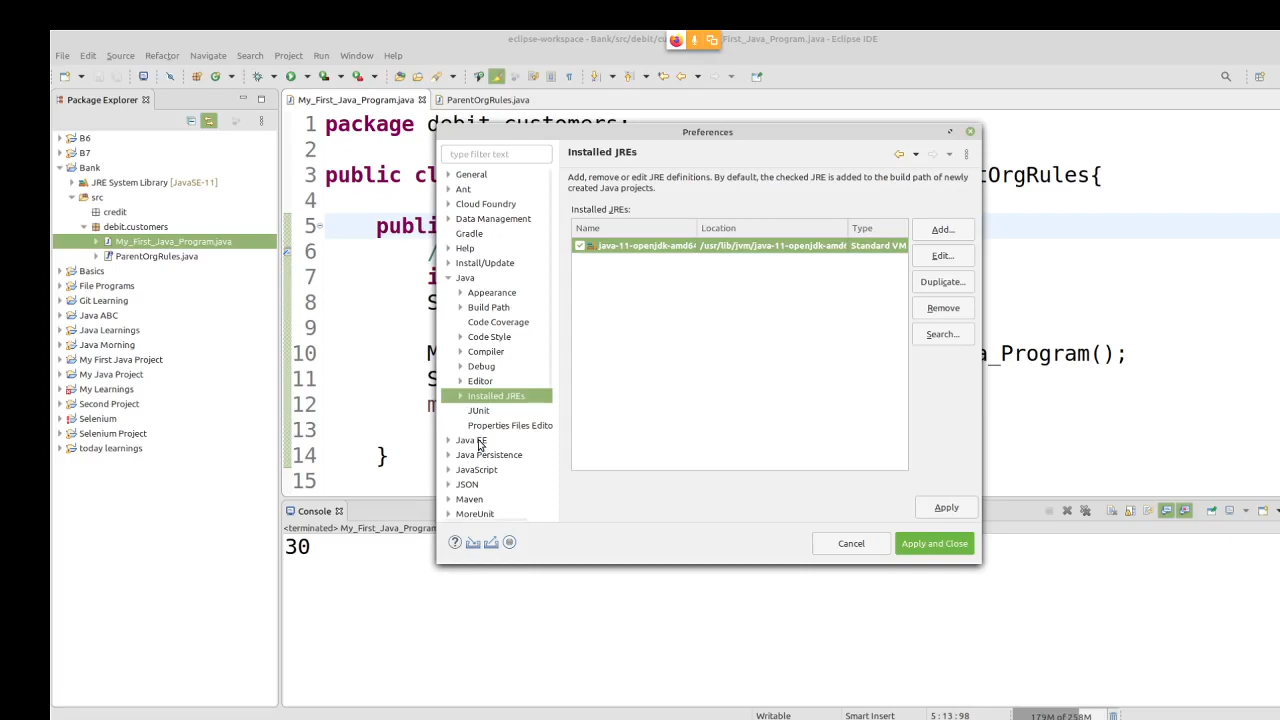 eclipse-workspace - Bank/src/debit/cu
First_Java_Program.java - Eclipse IDE
File Edit Source Refactor Navigate Search Project Run Window Help
Package Explorer
B6
B7
Bank
JRE System Library [JavaSE-11]
src
credit
debit.customers
My_First_Java_Program.java
ParentOrgRules.java
Basics
File Programs
Git Learning
Java ABC
Java Learnings
Java Morning
My First Java Project
My Java Project
My Learnings
Second Project
Selenium
Selenium Project
today learnings
My_First_Java_Program.java ParentOrgRules.java
1 package debit.customers;
2
3 public cl
ntOrgRules{
4
5 publi
6 /
7 i
8 S
9
10 M
a_Program();
11 S
12 m
13
14 }
15
Preferences
type filter text
General
Ant
Cloud Foundry
Data Management
Gradle
Help
Install/Update
Java
Appearance
Build Path
Code Coverage
Code Style
Compiler
Debug
Editor
Installed JREs
JUnit
Properties Files Edito
Java EE
Java Persistence
JavaScript
JSON
Maven
MoreUnit
Installed JREs
Add, remove or edit JRE definitions. By default, the checked JRE is added to the build path of newly
created Java projects.
Installed JREs:
Name Location Type
java-11-openjdk-amd64 /usr/lib/jvm/java-11-openjdk-amd6 Standard VM
Add...
Edit...
Duplicate...
Remove
Search...
Apply
Cancel Apply and Close
Console
<terminated> My_First_Java_Program
30
Writable Smart Insert 5 : 13 : 98 179M of 258M